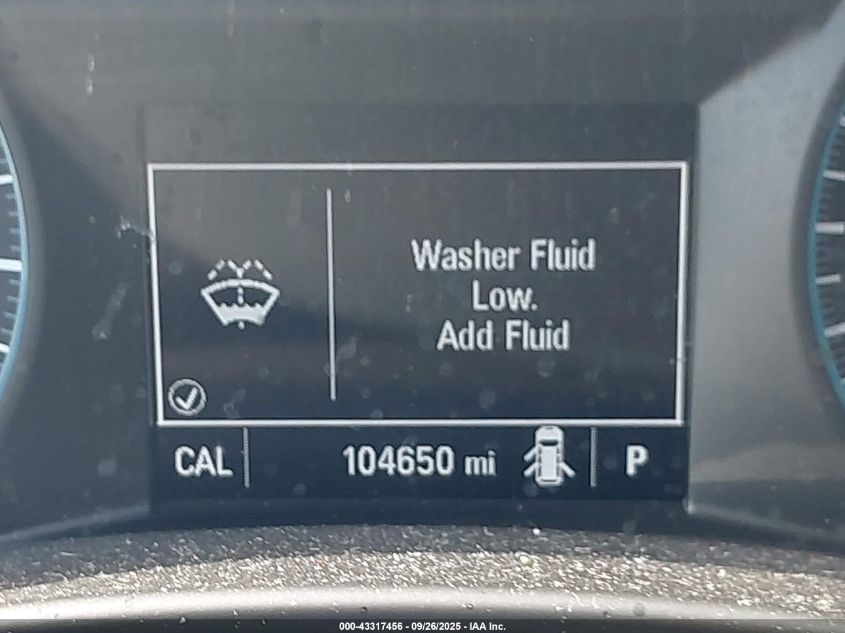 Washer Fluid
Low.
Add Fluid
CAL 104650 mi P
000-43317456 - 09/26/2025 - IAA Inc.